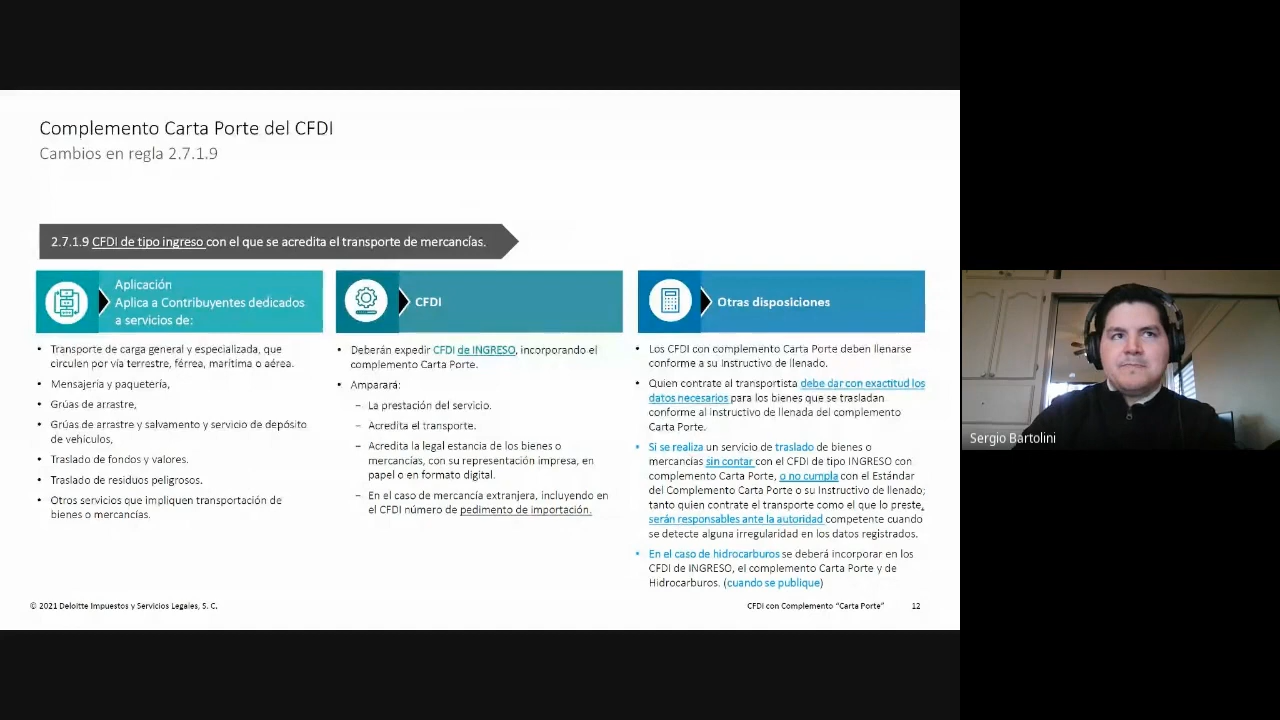 Complemento Carta Porte del CFDI
Cambios en regla 2.7.1.9
2.7.1.9 CFDI de tipo ingreso con el que se acredita el transporte de mercancías.
Aplicación
Aplica a Contribuyentes dedicados
a servicios de:
• Transporte de carga general y especializada, que
circulen por vía terrestre, férrea, marítima o aérea.
• Mensajería y paquetería,
• Grúas de arrastre,
• Grúas de arrastre y salvamento y servicio de depósito
de vehículos,
• Traslado de fondos y valores.
• Traslado de residuos peligrosos.
• Otros servicios que impliquen transportación de
bienes o mercancías.
CFDI
• Deberán expedir CFDI de INGRESO, incorporando el
complemento Carta Porte.
• Amparará:
– La prestación del servicio.
– Acredita el transporte.
– Acredita la legal estancia de los bienes o
mercancías, con su representación impresa, en
papel o en formato digital.
– En el caso de mercancía extranjera, incluyendo en
el CFDI número de pedimento de importación.
Otras disposiciones
• Los CFDI con complemento Carta Porte deben llenarse
conforme a su Instructivo de llenado.
• Quien contrate al transportista debe dar con exactitud los
datos necesarios para los bienes que se trasladan
conforme al Instructivo de llenada del complemento
Carta Porte.
• Si se realiza un servicio de traslado de bienes o
mercancías sin contar con el CFDI de tipo INGRESO con
complemento Carta Porte, o no cumpla con el Estándar
del Complemento Carta Porte o su Instructivo de llenado;
tanto quien contrate el transporte como el que lo preste,
serán responsables ante la autoridad competente cuando
se detecte alguna irregularidad en los datos registrados.
• En el caso de hidrocarburos se deberá incorporar en los
CFDI de INGRESO, el complemento Carta Porte y de
Hidrocarburos. (cuando se publique)
© 2021 Deloitte Impuestos y Servicios Legales, S. C.
CFDI con Complemento “Carta Porte”
12
Sergio Bartolini